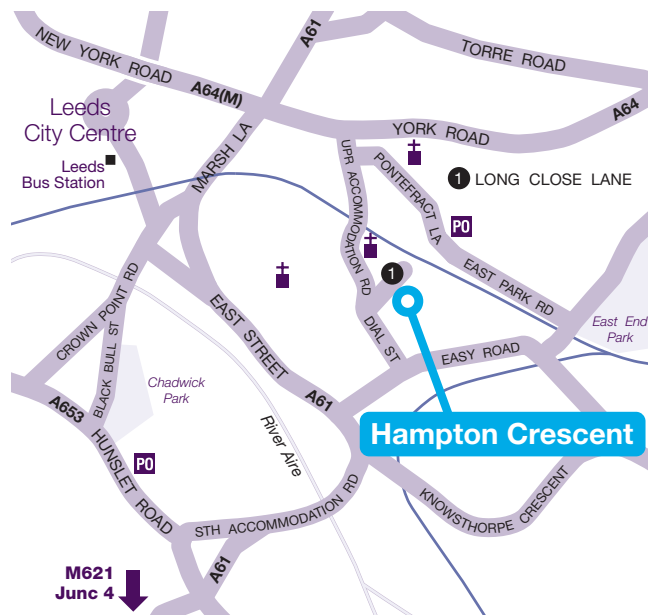 A61
NEW YORK ROAD
A64(M)
TORRE ROAD
A64
YORK ROAD
Leeds
City Centre
Leeds
Bus Station
MARSH LA
UPR ACCOMMODATION RD
PONTEFRACT LA
1 LONG CLOSE LANE
PO
EAST PARK RD
1
CROWN POINT RD
BLACK BULL ST
EAST STREET
DIAL ST
EASY ROAD
East End
Park
Chadwick
Park
A653
A61
Hampton Crescent
HUNSLET ROAD
PO
River Aire
STH ACCOMMODATION RD
KNOWSTHORPE CRESCENT
A61
M621
Junc 4